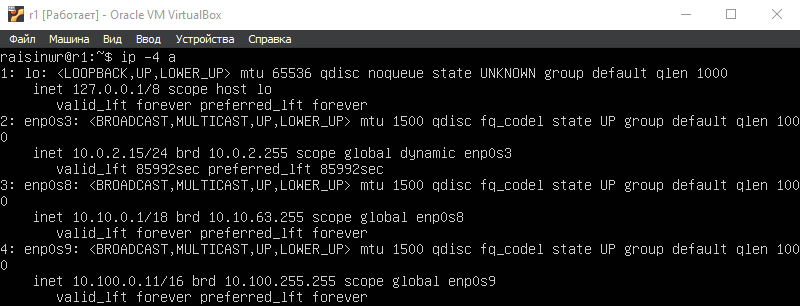 r1 [Работает] - Oracle VM VirtualBox
Файл Машина Вид Ввод Устройства Справка
raisinwr@r1:~$ ip -4 a
1: lo: <LOOPBACK,UP,LOWER_UP> mtu 65536 qdisc noqueue state UNKNOWN group default qlen 1000
    inet 127.0.0.1/8 scope host lo
       valid_lft forever preferred_lft forever
2: enp0s3: <BROADCAST,MULTICAST,UP,LOWER_UP> mtu 1500 qdisc fq_codel state UP group default qlen 100
0
    inet 10.0.2.15/24 brd 10.0.2.255 scope global dynamic enp0s3
       valid_lft 85992sec preferred_lft 85992sec
3: enp0s8: <BROADCAST,MULTICAST,UP,LOWER_UP> mtu 1500 qdisc fq_codel state UP group default qlen 100
0
    inet 10.10.0.1/18 brd 10.10.63.255 scope global enp0s8
       valid_lft forever preferred_lft forever
4: enp0s9: <BROADCAST,MULTICAST,UP,LOWER_UP> mtu 1500 qdisc fq_codel state UP group default qlen 100
0
    inet 10.100.0.11/16 brd 10.100.255.255 scope global enp0s9
       valid_lft forever preferred_lft forever